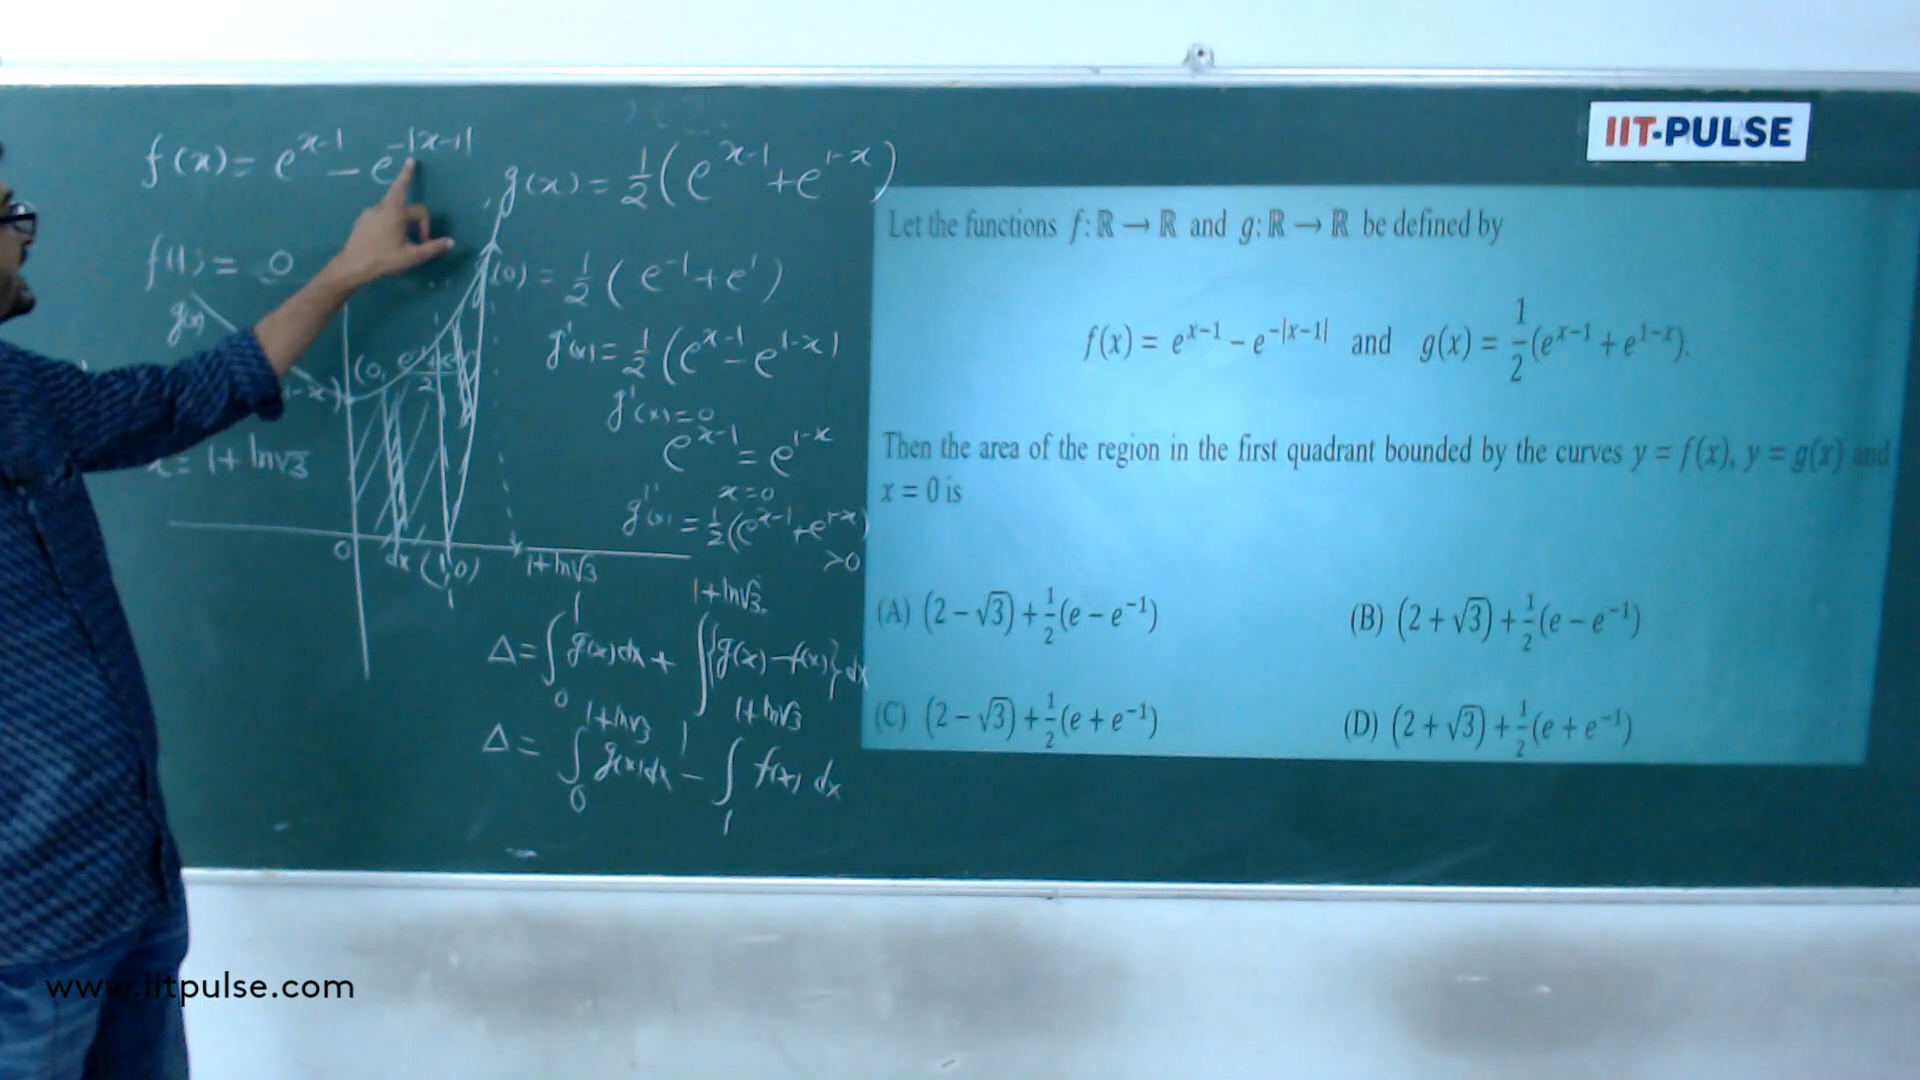 f(x) = e^{x-1} - e^{-|x-1|}
g(x) = 1/2 (e^{x-1} + e^{1-x})
f(1) = 0
(0) = 1/2 (e^{-1} + e^{1})
g(x)
g'(x) = 1/2 (e^{x-1} - e^{1-x})
g'(x) = 0
e^{x-1} = e^{1-x}
x = 0
g''(x) = 1/2 (e^{x-1} + e^{1-x})
>0
x = 1 + ln√3
0 dx (1, 0) 1 + ln√3
1
Δ = ∫_0^1 g(x) dx + ∫_1^{1+ln√3} {g(x) - f(x)} dx
Δ = ∫_0^{1+ln√3} g(x) dx - ∫_1^{1+ln√3} f(x) dx
IIT-PULSE
Let the functions f: ℝ → ℝ and g: ℝ → ℝ be defined by
f(x) = e^{x-1} - e^{-|x-1|} and g(x) = 1/2 (e^{x-1} + e^{1-x}).
Then the area of the region in the first quadrant bounded by the curves y = f(x), y = g(x) and
x = 0 is
(A) (2 - √3) + 1/2 (e - e^{-1}) (B) (2 + √3) + 1/2 (e - e^{-1})
(C) (2 - √3) + 1/2 (e + e^{-1}) (D) (2 + √3) + 1/2 (e + e^{-1})
www.iitpulse.com